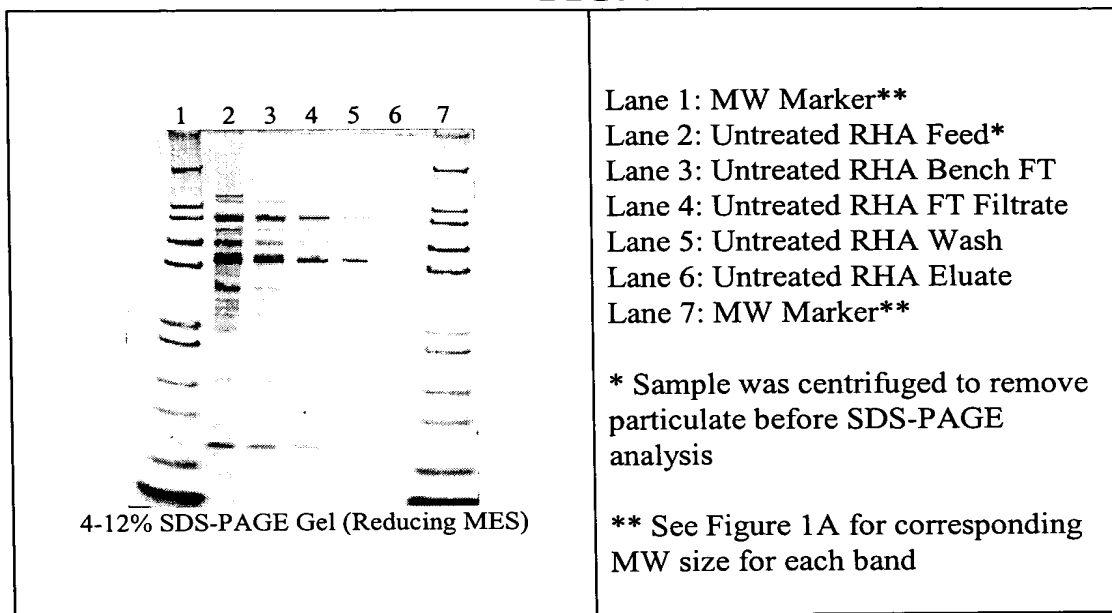 1 2 3 4 5 6 7
4-12% SDS-PAGE Gel (Reducing MES)
Lane 1: MW Marker**
Lane 2: Untreated RHA Feed*
Lane 3: Untreated RHA Bench FT
Lane 4: Untreated RHA FT Filtrate
Lane 5: Untreated RHA Wash
Lane 6: Untreated RHA Eluate
Lane 7: MW Marker**
* Sample was centrifuged to remove
particulate before SDS-PAGE
analysis
** See Figure 1A for corresponding
MW size for each band